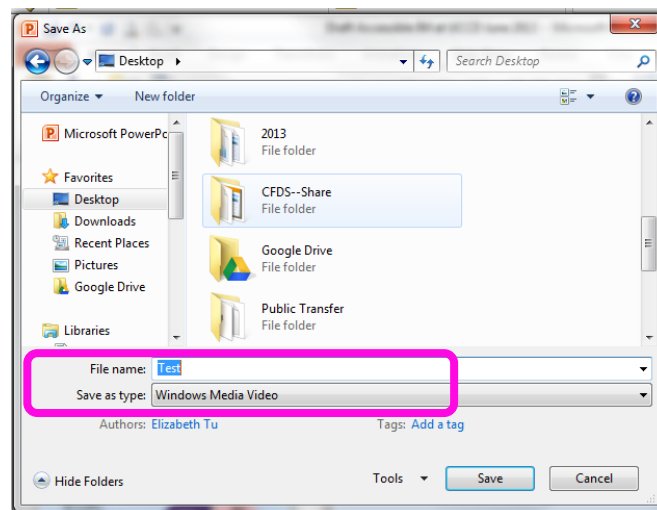 Save As
Desktop
Search Desktop
Organize
New folder
Microsoft PowerPc
Favorites
Desktop
Downloads
Recent Places
Pictures
Google Drive
Libraries
2013
File folder
CFDS--Share
File folder
Google Drive
File folder
Public Transfer
File folder
File name: Test
Save as type: Windows Media Video
Authors: Elizabeth Tu
Tags: Add a tag
Hide Folders
Tools
Save
Cancel